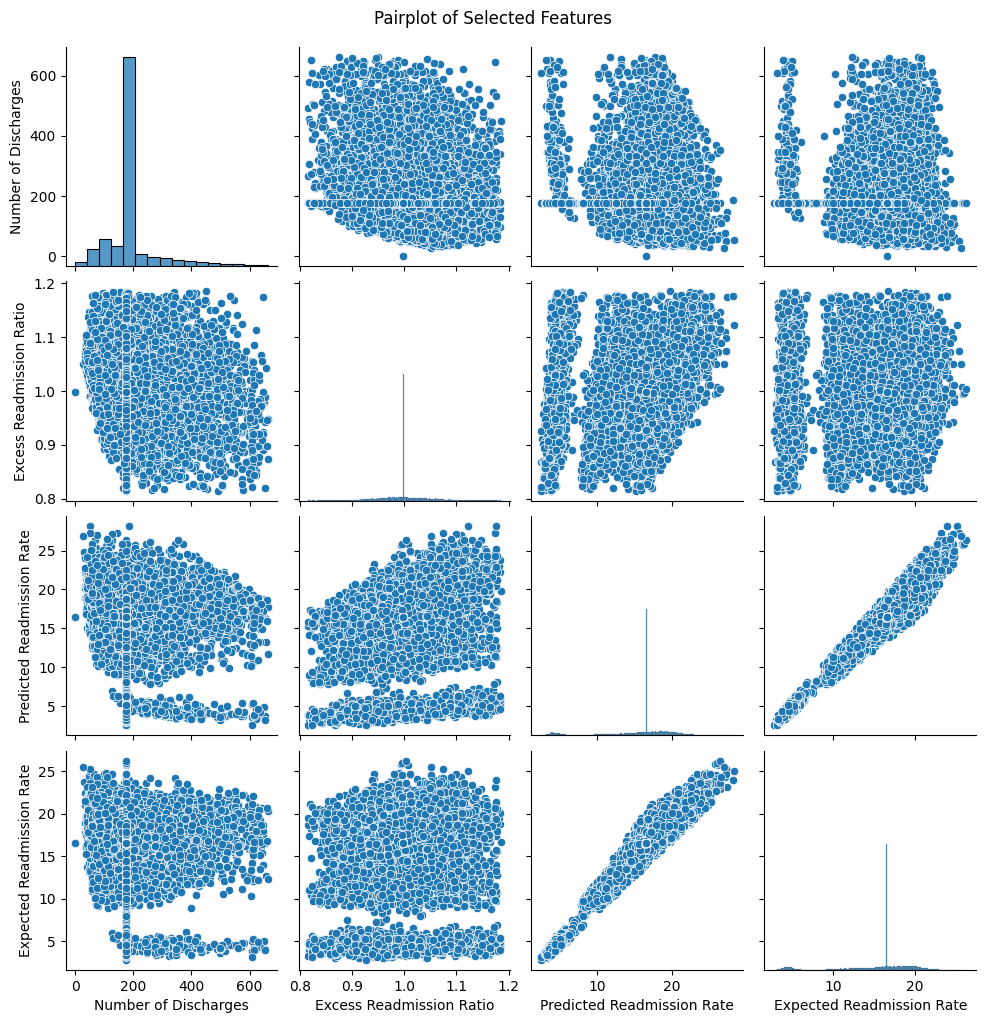 Pairplot of Selected Features
Number of Discharges
600
400
200
0
Excess Readmission Ratio
1.2
1.1
1.0
0.9
0.8
Predicted Readmission Rate
25
20
15
10
5
Expected Readmission Rate
25
20
15
10
5
0 200 400 600
0.8 0.9 1.0 1.1 1.2
10 20
10 20
Number of Discharges
Excess Readmission Ratio
Predicted Readmission Rate
Expected Readmission Rate